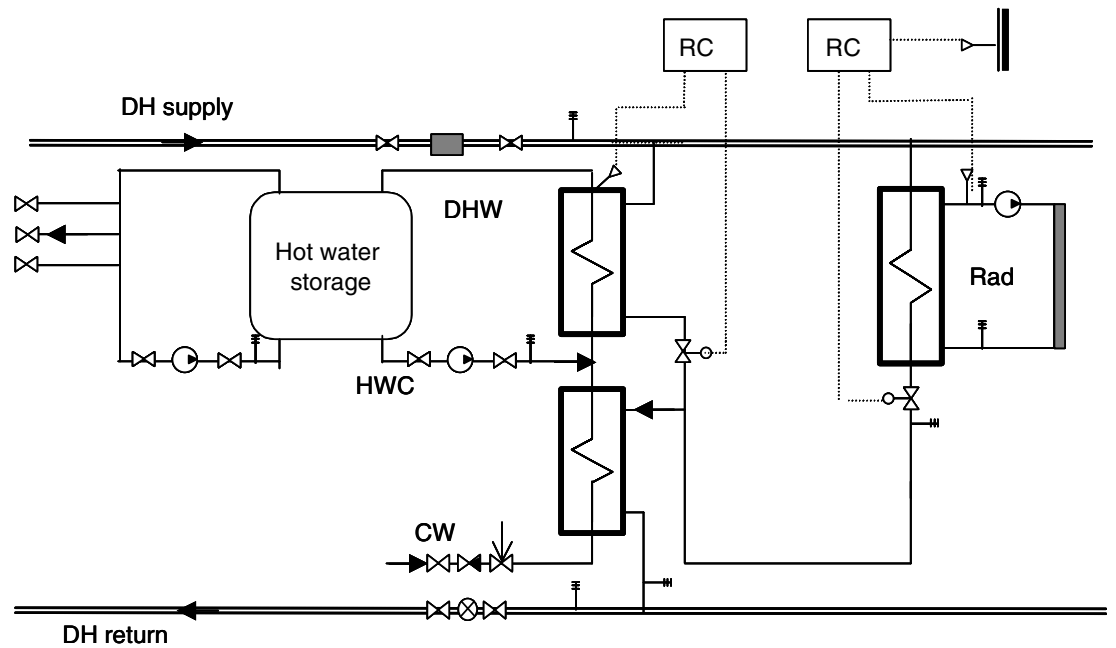 RC
RC
DH supply
DHW
Hot water
storage
Rad
HWC
CW
DH return